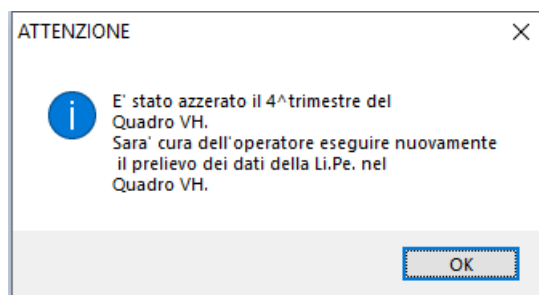 ATTENZIONE
E' stato azzerato il 4^trimestre del
Quadro VH.
Sara' cura dell'operatore eseguire nuovamente
il prelievo dei dati della Li.Pe. nel
Quadro VH.
OK